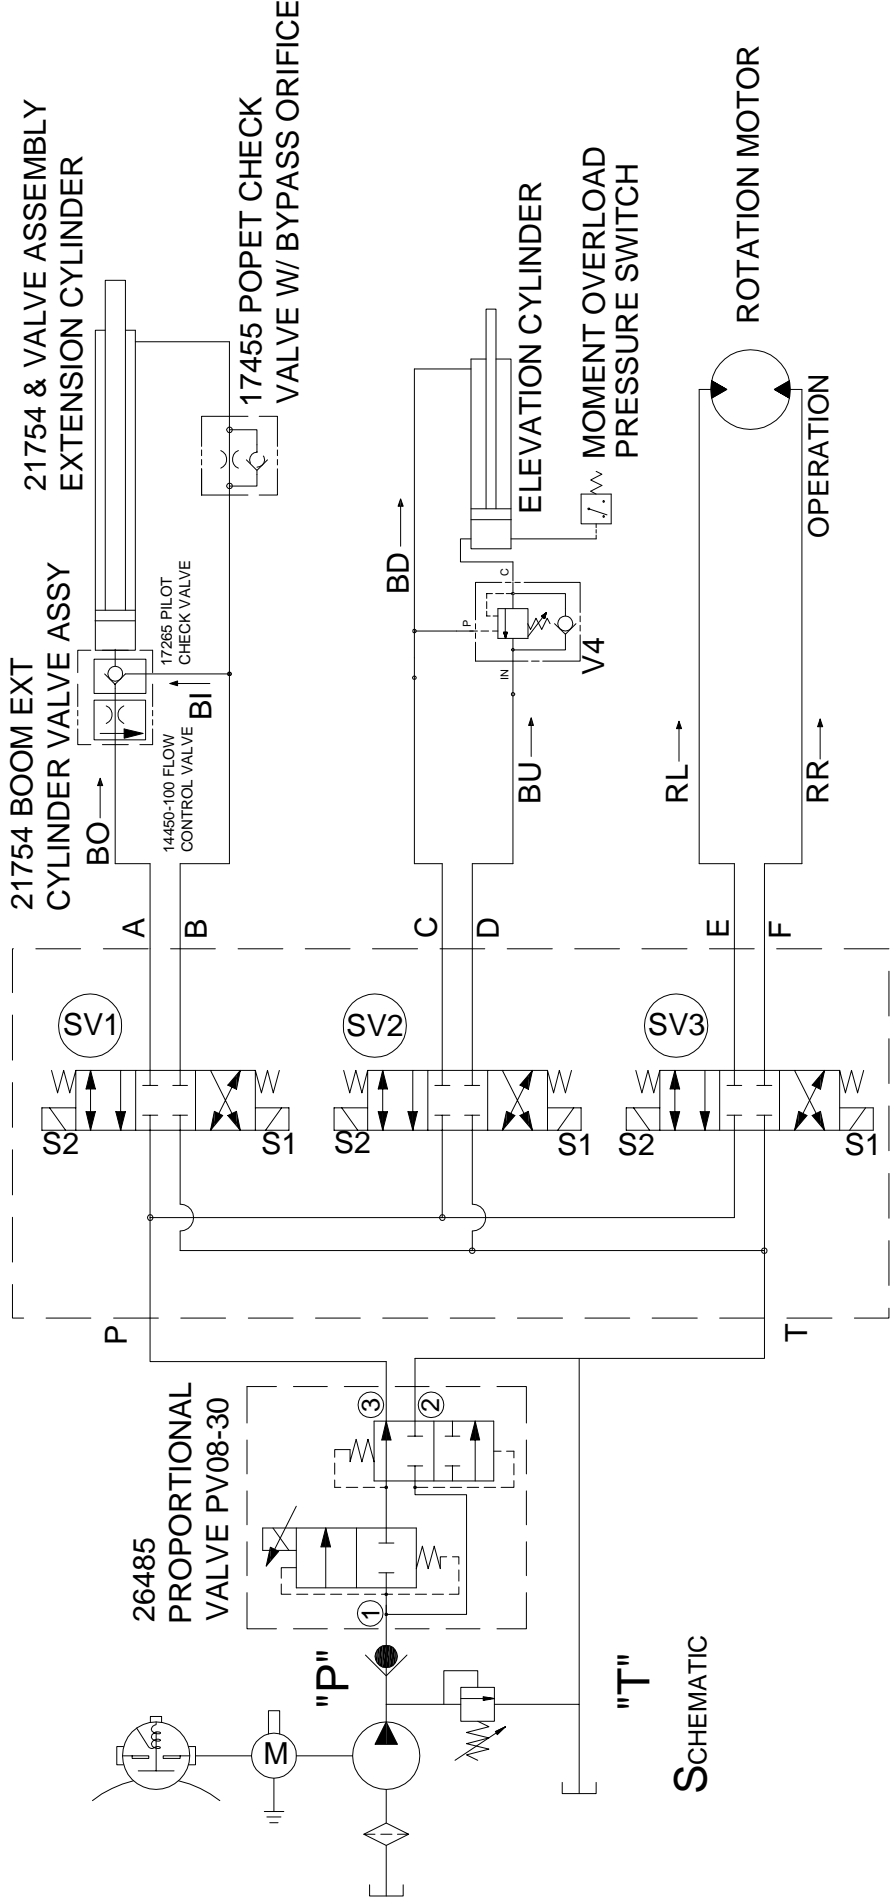 21754 & VALVE ASSEMBLY
EXTENSION CYLINDER
17455 POPET CHECK
VALVE W/ BYPASS ORIFICE
21754 BOOM EXT
CYLINDER VALVE ASSY
17265 PILOT
CHECK VALVE
14450-100 FLOW
CONTROL VALVE
BO
BI
ELEVATION CYLINDER
MOMENT OVERLOAD
PRESSURE SWITCH
BD
BU
P
C
IN
V4
ROTATION MOTOR
OPERATION
RL
RR
A
B
C
D
E
F
SV1
SV2
SV3
S2
S1
S2
S1
S2
S1
P
T
26485
PROPORTIONAL
VALVE PV08-30
3
2
1
"P"
"T"
M
SCHEMATIC